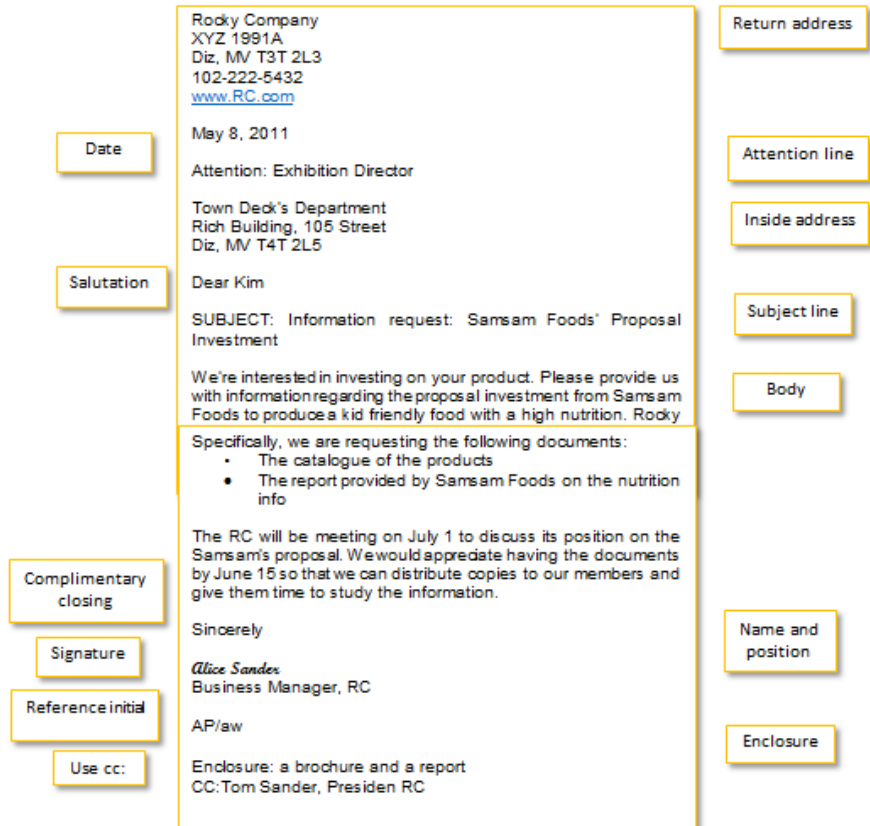 Rocky Company
Return address
XYZ 1991A
Diz, MV T3T 2L3
102-222-5432
www.RC.com
Date
May 8, 2011
Attention line
Attention: Exhibition Director
Town Deck's Department
Inside address
Rich Building, 105 Street
Diz, MV T4T 2L5
Salutation
Dear Kim
Subject line
SUBJECT: Information request: Samsam Foods' Proposal
Investment
Body
We're interested in investing on your product. Please provide us
with information regarding the proposal investment from Samsam
Foods to produce a kid friendly food with a high nutrition. Rocky
Specifically, we are requesting the following documents:
• The catalogue of the products
• The report provided by Samsam Foods on the nutrition
info
The RC will be meeting on July 1 to discuss its position on the
Samsam's proposal. We would appreciate having the documents
by June 15 so that we can distribute copies to our members and
give them time to study the information.
Complimentary
closing
Sincerely
Name and
position
Signature
Alice Sander
Business Manager, RC
Reference initial
AP/aw
Enclosure
Use cc:
Enclosure: a brochure and a report
CC:Tom Sander, Presiden RC